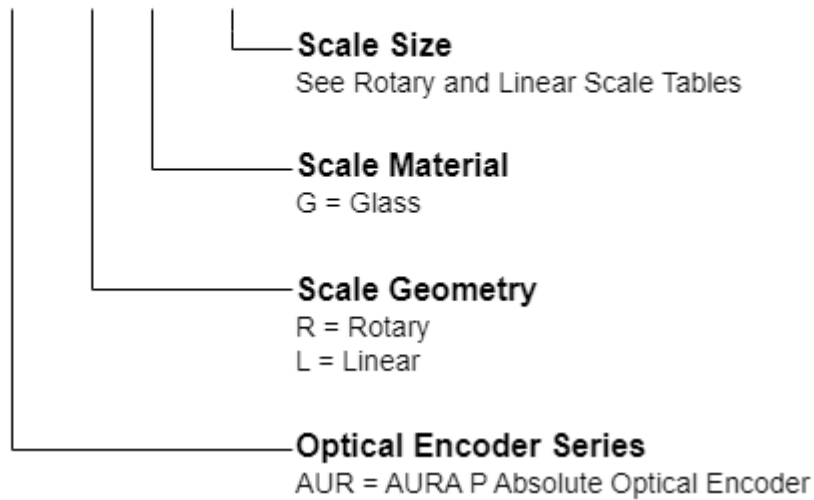 Scale Size
See Rotary and Linear Scale Tables
Scale Material
G = Glass
Scale Geometry
R = Rotary
L = Linear
Optical Encoder Series
AUR = AURA P Absolute Optical Encoder